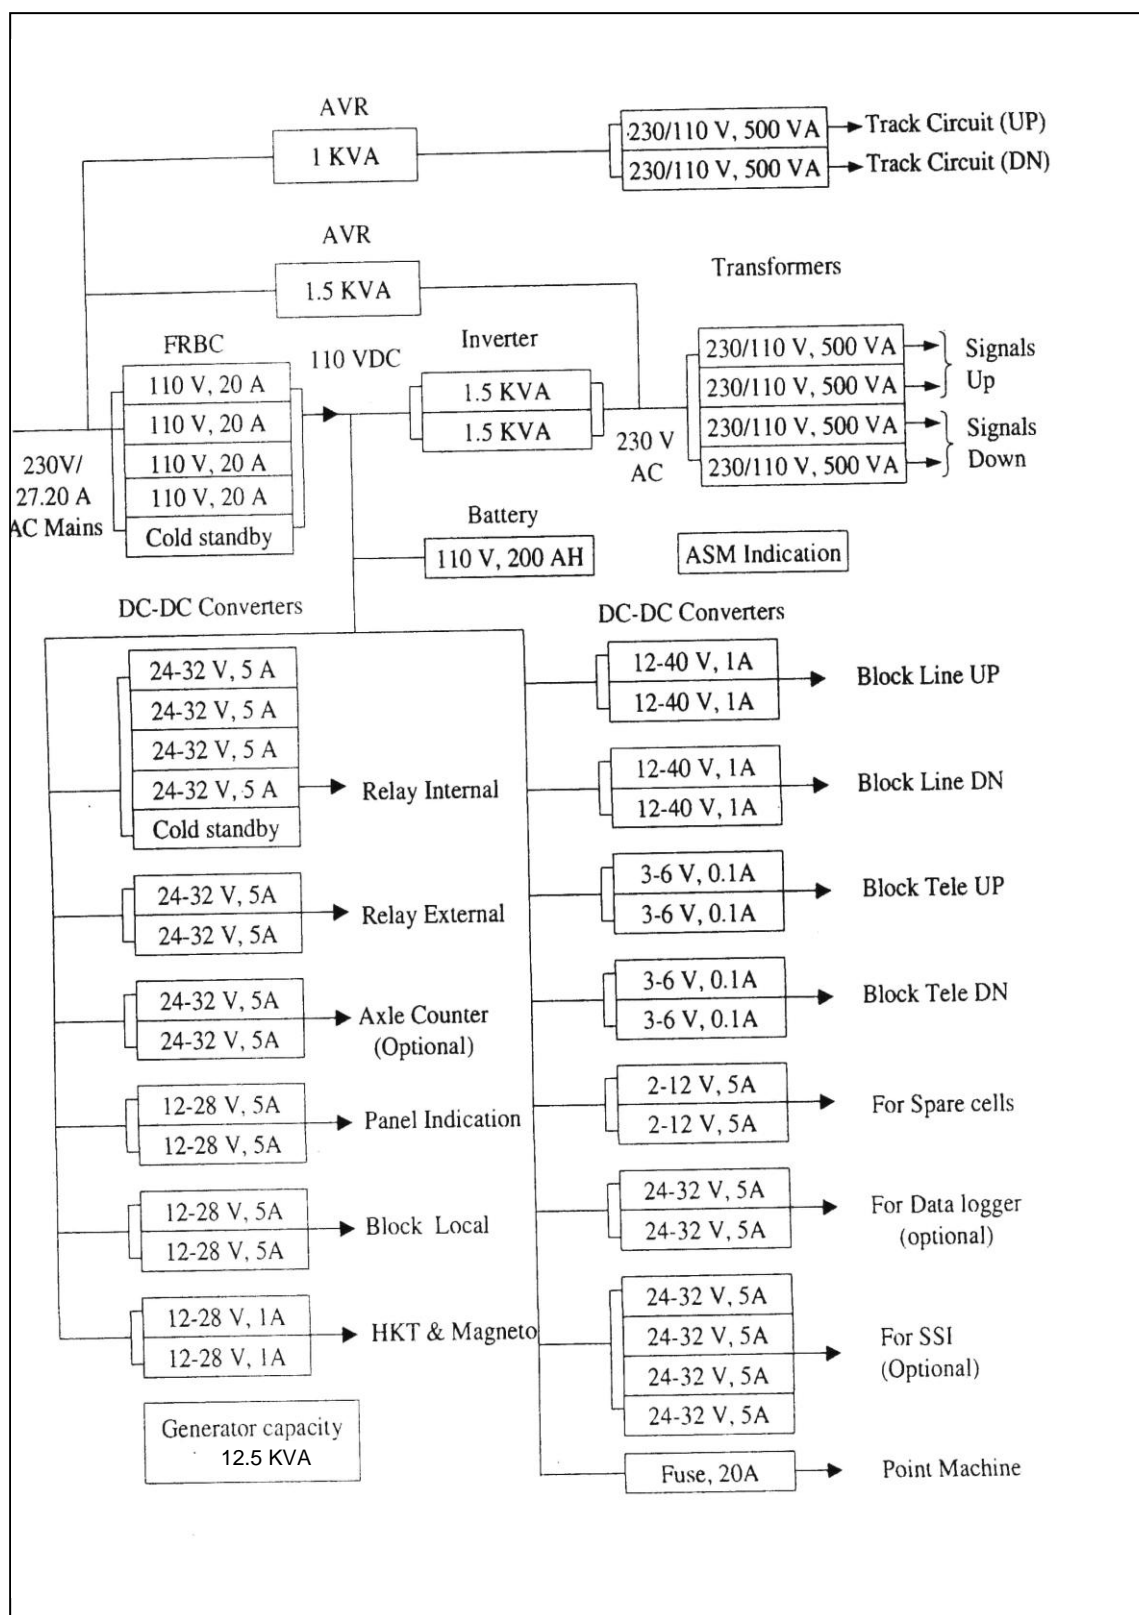 AVR
1 KVA
230/110 V, 500 VA
Track Circuit (UP)
230/110 V, 500 VA
Track Circuit (DN)
AVR
1.5 KVA
Transformers
FRBC
110 V, 20 A
110 V, 20 A
110 V, 20 A
110 V, 20 A
Cold standby
230V/
27.20 A
AC Mains
110 VDC
Inverter
1.5 KVA
1.5 KVA
230 V
AC
230/110 V, 500 VA
230/110 V, 500 VA
230/110 V, 500 VA
230/110 V, 500 VA
Signals
Up
Signals
Down
Battery
110 V, 200 AH
ASM Indication
DC-DC Converters
24-32 V, 5 A
24-32 V, 5 A
24-32 V, 5 A
24-32 V, 5 A
Cold standby
Relay Internal
24-32 V, 5A
24-32 V, 5A
Relay External
24-32 V, 5A
24-32 V, 5A
Axle Counter
(Optional)
12-28 V, 5A
12-28 V, 5A
Panel Indication
12-28 V, 5A
12-28 V, 5A
Block Local
12-28 V, 1A
12-28 V, 1A
HKT & Magneto
Generator capacity
12.5 KVA
DC-DC Converters
12-40 V, 1A
12-40 V, 1A
Block Line UP
12-40 V, 1A
12-40 V, 1A
Block Line DN
3-6 V, 0.1A
3-6 V, 0.1A
Block Tele UP
3-6 V, 0.1A
3-6 V, 0.1A
Block Tele DN
2-12 V, 5A
2-12 V, 5A
For Spare cells
24-32 V, 5A
24-32 V, 5A
For Data logger
(optional)
24-32 V, 5A
24-32 V, 5A
24-32 V, 5A
24-32 V, 5A
For SSI
(Optional)
Fuse, 20A
Point Machine